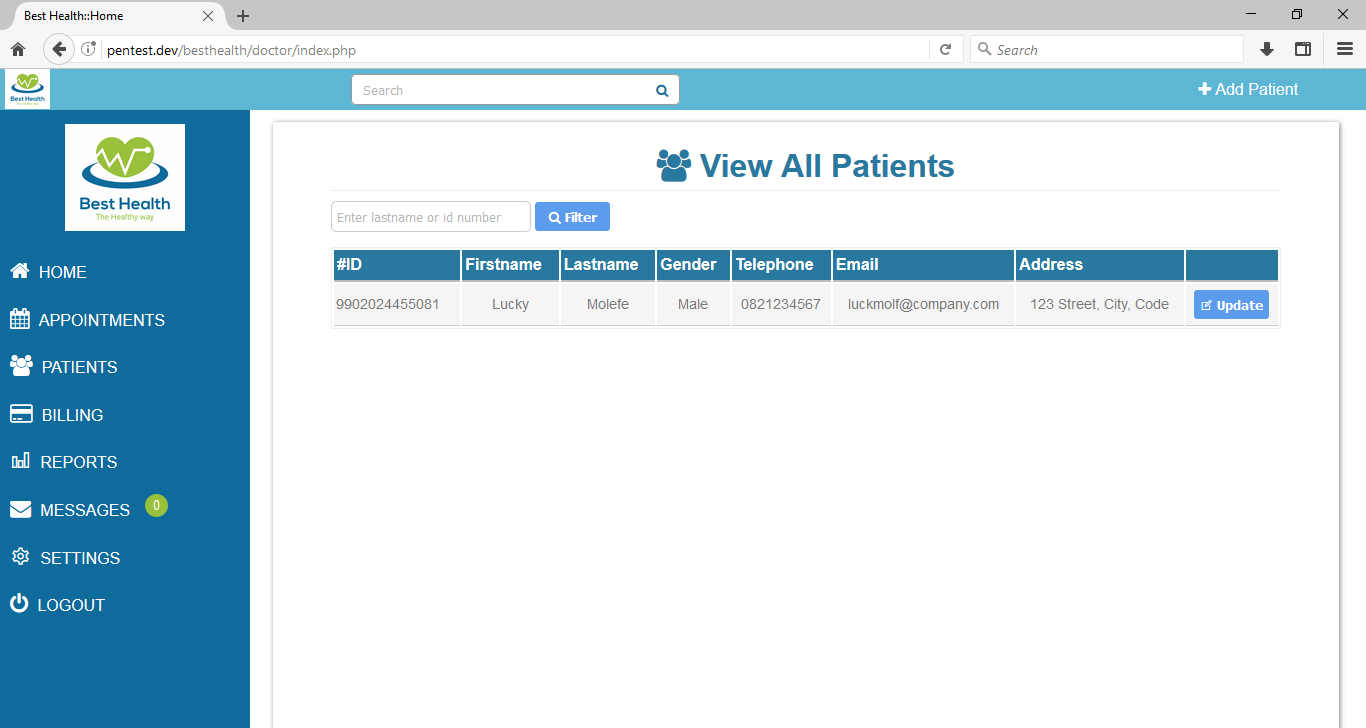 Best Health::Home
pentest.dev/besthealth/doctor/index.php
Search
Best Health
Search
Add Patient
Best Health
The Healthy way
HOME
APPOINTMENTS
PATIENTS
BILLING
REPORTS
MESSAGES 0
SETTINGS
LOGOUT
View All Patients
Enter lastname or id number Filter
#ID Firstname Lastname Gender Telephone Email Address
9902024455081 Lucky Molefe Male 0821234567 luckmolf@company.com 123 Street, City, Code Update